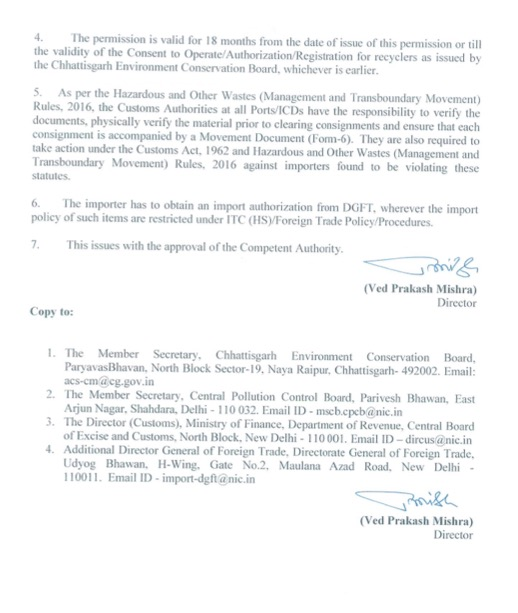 4. The permission is valid for 18 months from the date of issue of this permission or till
the validity of the Consent to Operate/Authorization/Registration for recyclers as issued by
the Chhattisgarh Environment Conservation Board, whichever is earlier.
5. As per the Hazardous and Other Wastes (Management and Transboundary Movement)
Rules, 2016, the Customs Authorities at all Ports/ICDs have the responsibility to verify the
documents, physically verify the material prior to clearing consignments and ensure that each
consignment is accompanied by a Movement Document (Form-6). They are also required to
take action under the Customs Act, 1962 and Hazardous and Other Wastes (Management and
Transboundary Movement) Rules, 2016 against importers found to be violating these
statutes.
6. The importer has to obtain an import authorization from DGFT, wherever the import
policy of such items are restricted under ITC (HS)/Foreign Trade Policy/Procedures.
7. This issues with the approval of the Competent Authority.
(Ved Prakash Mishra)
Director
Copy to:
1. The Member Secretary, Chhattisgarh Environment Conservation Board,
ParyavasBhavan, North Block Sector-19, Naya Raipur, Chhattisgarh- 492002. Email:
acs-cm@cg.gov.in
2. The Member Secretary, Central Pollution Control Board, Parivesh Bhawan, East
Arjun Nagar, Shahdara, Delhi - 110 032. Email ID - mscb.cpcb@nic.in
3. The Director (Customs), Ministry of Finance, Department of Revenue, Central Board
of Excise and Customs, North Block, New Delhi - 110 001. Email ID – dircus@nic.in
4. Additional Director General of Foreign Trade, Directorate General of Foreign Trade,
Udyog Bhawan, H-Wing, Gate No.2, Maulana Azad Road, New Delhi -
110011. Email ID - import-dgft@nic.in
(Ved Prakash Mishra)
Director